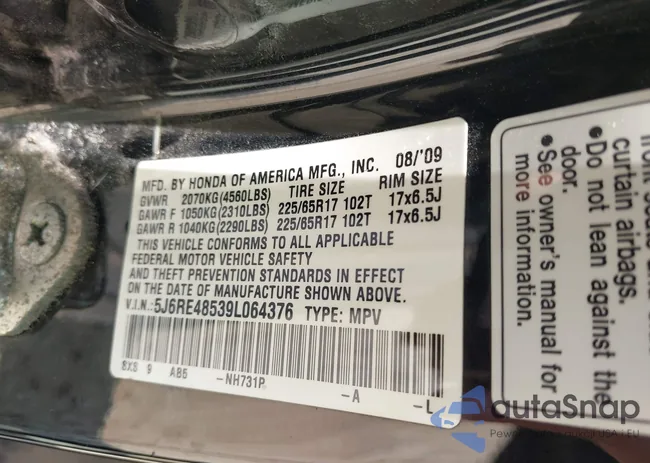 MFD. BY HONDA OF AMERICA MFG., INC. 08/'09
GVWR 2070KG(4560LBS) TIRE SIZE RIM SIZE
GAWR F 1050KG(2310LBS) 225/65R17 102T 17x6.5J
GAWR R 1040KG(2290LBS) 225/65R17 102T 17x6.5J
THIS VEHICLE CONFORMS TO ALL APPLICABLE
FEDERAL MOTOR VEHICLE SAFETY
AND THEFT PREVENTION STANDARDS IN EFFECT
ON THE DATE OF MANUFACTURE SHOWN ABOVE.
V.I.N.: 5J6RE48539L064376 TYPE: MPV
SXS 9 A85 -NH731P -A -L
curtain airbags.
●Do not lean against the
door.
●See owner's manual for
more information.
autaSnap